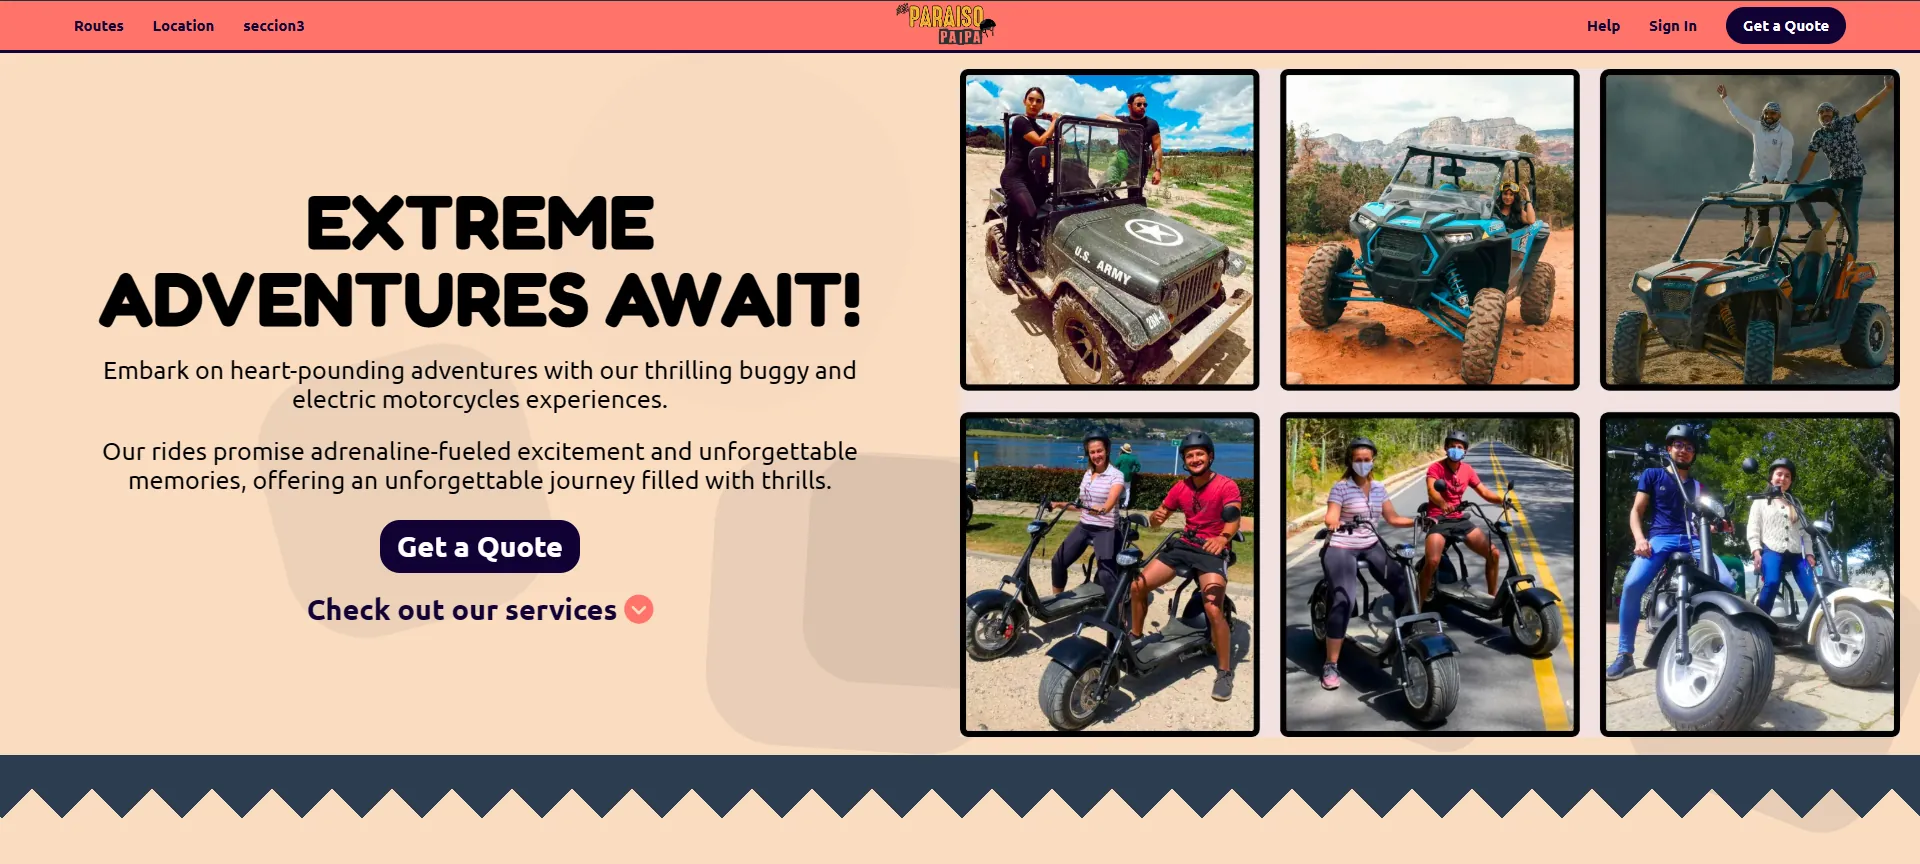 Routes
Location
seccion3
PARAISO
PAIPA
Help
Sign In
Get a Quote
EXTREME
ADVENTURES AWAIT!
Embark on heart-pounding adventures with our thrilling buggy and
electric motorcycles experiences.
Our rides promise adrenaline-fueled excitement and unforgettable
memories, offering an unforgettable journey filled with thrills.
Get a Quote
Check out our services
U.S. ARMY